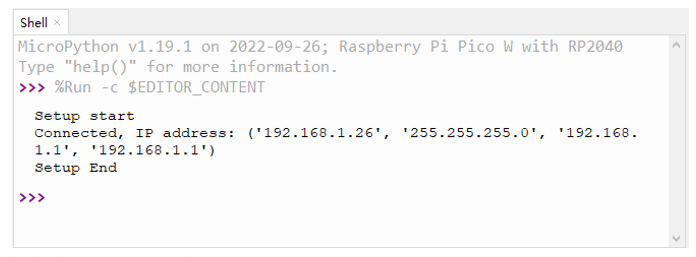 Shell ×
MicroPython v1.19.1 on 2022-09-26; Raspberry Pi Pico W with RP2040
Type "help()" for more information.
>>> %Run -c $EDITOR_CONTENT
Setup start
Connected, IP address: ('192.168.1.26', '255.255.255.0', '192.168.
1.1', '192.168.1.1')
Setup End
>>>